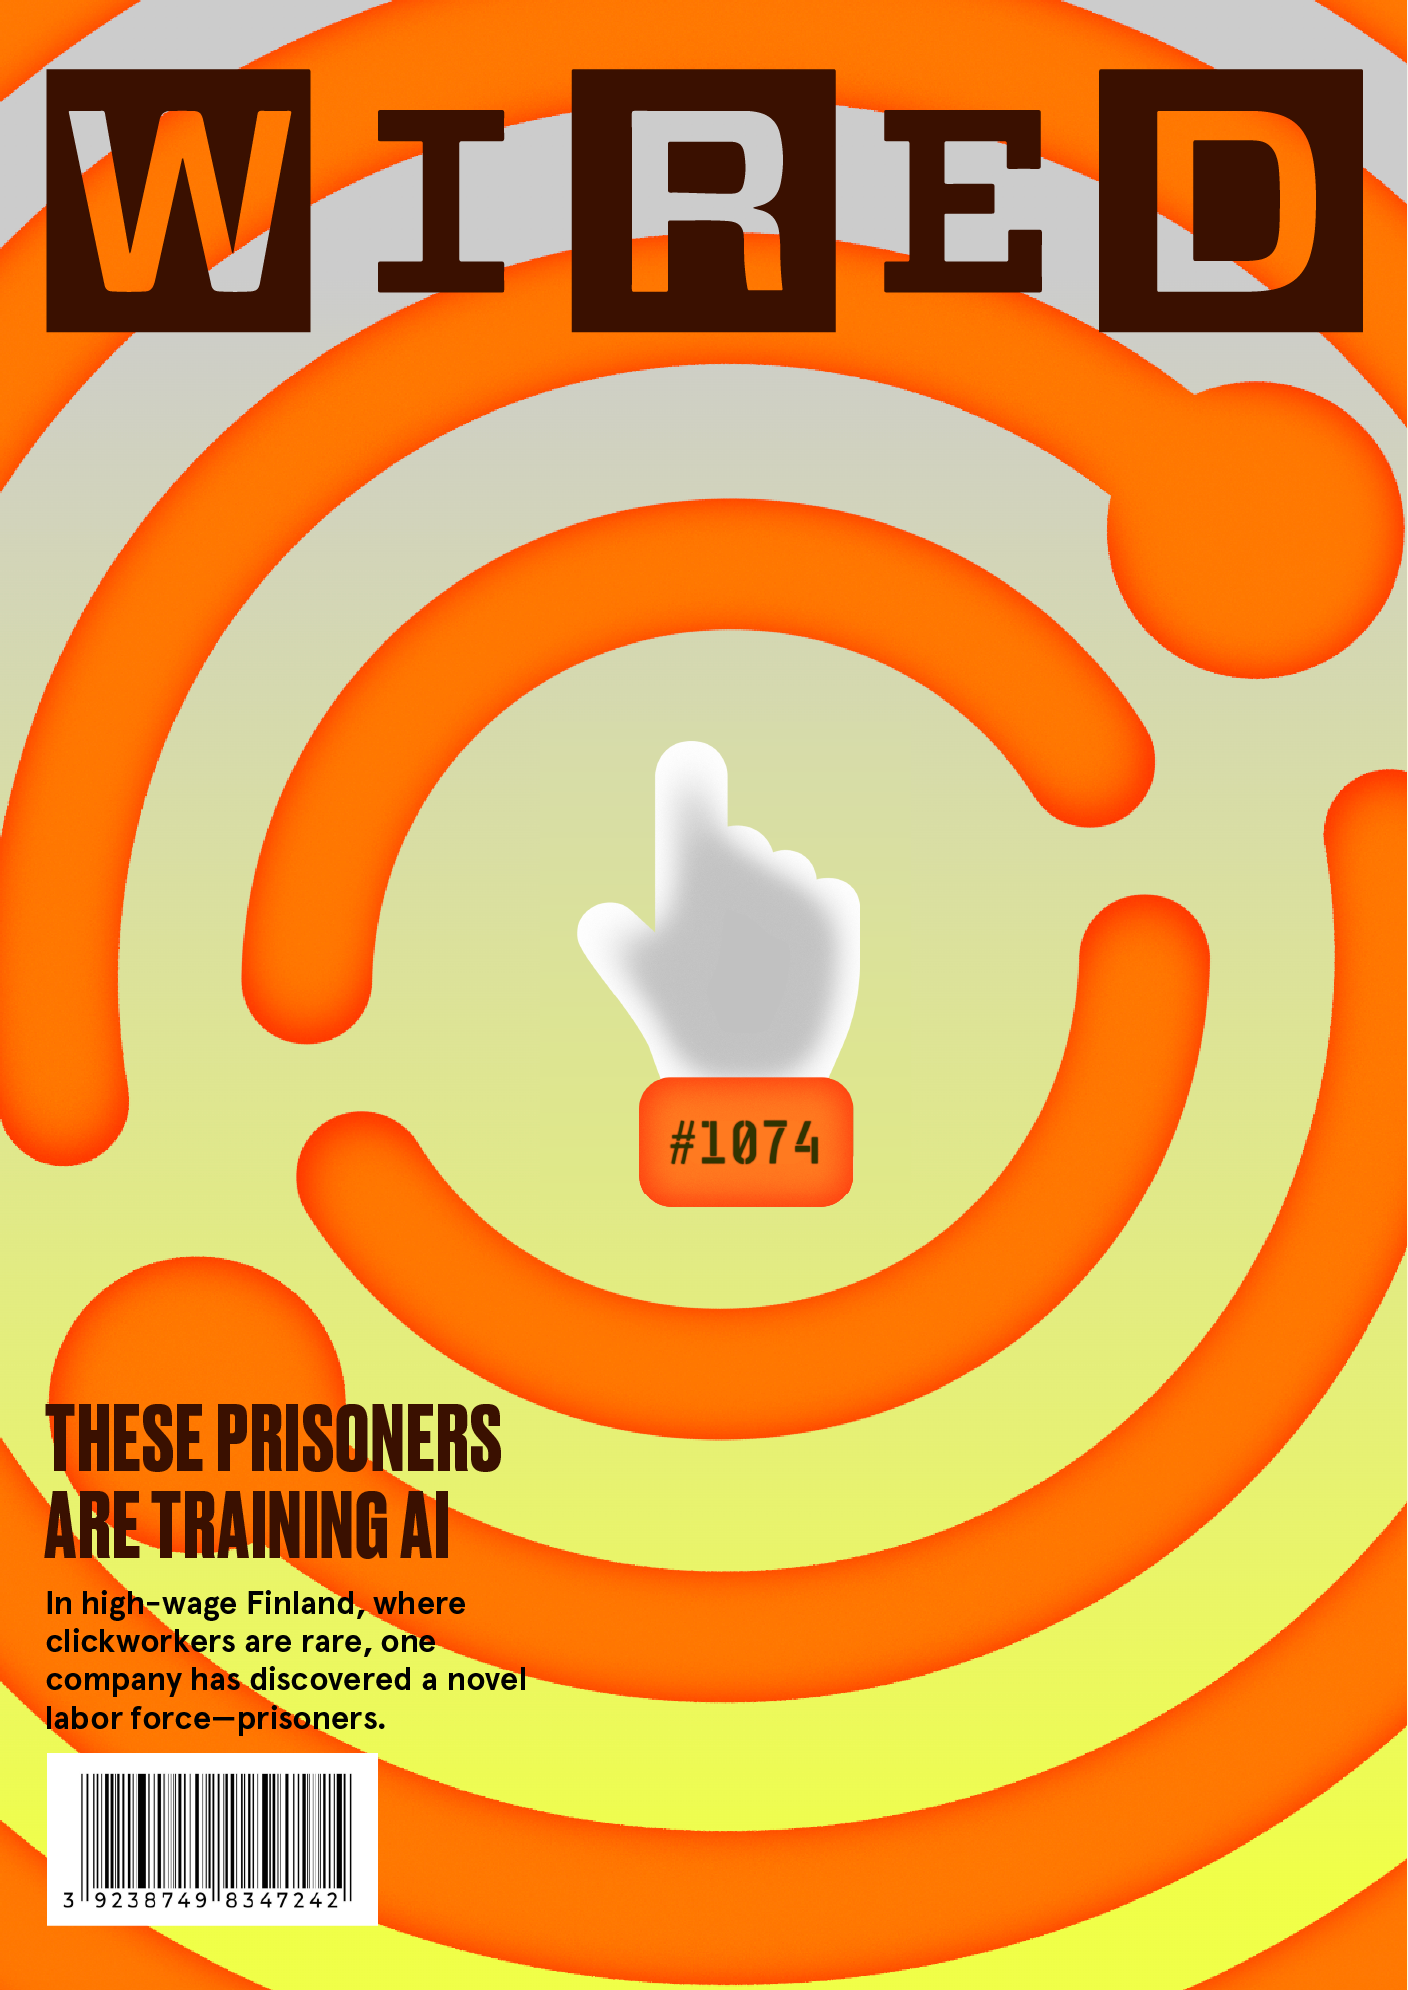 WIRED
#1074
THESE PRISONERS
ARE TRAINING AI
In high-wage Finland, where
clickworkers are rare, one
company has discovered a novel
labor force—prisoners.
3 9238749 8347242